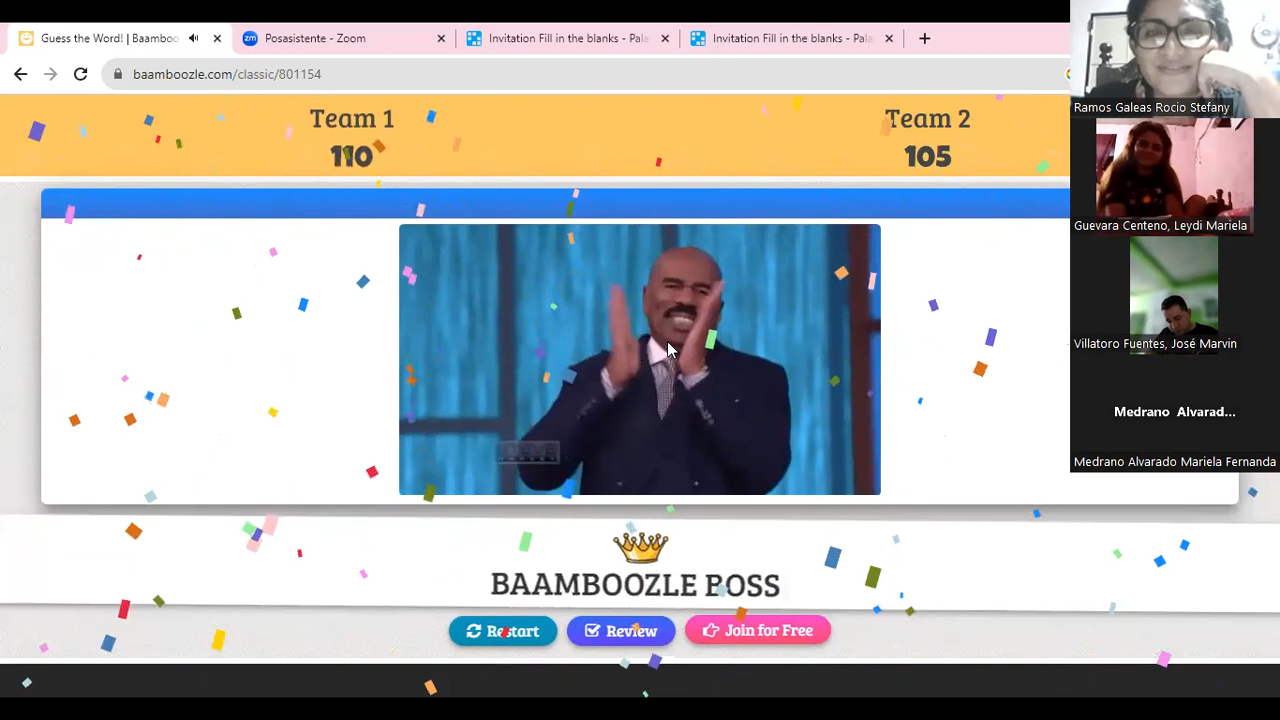 Guess the Word! | Baamboo
Posasistente - Zoom
Invitation Fill in the blanks - Pala
Invitation Fill in the blanks - Pala
baamboozle.com/classic/801154
Team 1
110
Team 2
105
BAAMBOOZLE BOSS
Restart
Review
Join for Free
Ramos Galeas Rocio Stefany
Guevara Centeno, Leydi Mariela
Villatoro Fuentes, José Marvin
Medrano Alvarad...
Medrano Alvarado Mariela Fernanda